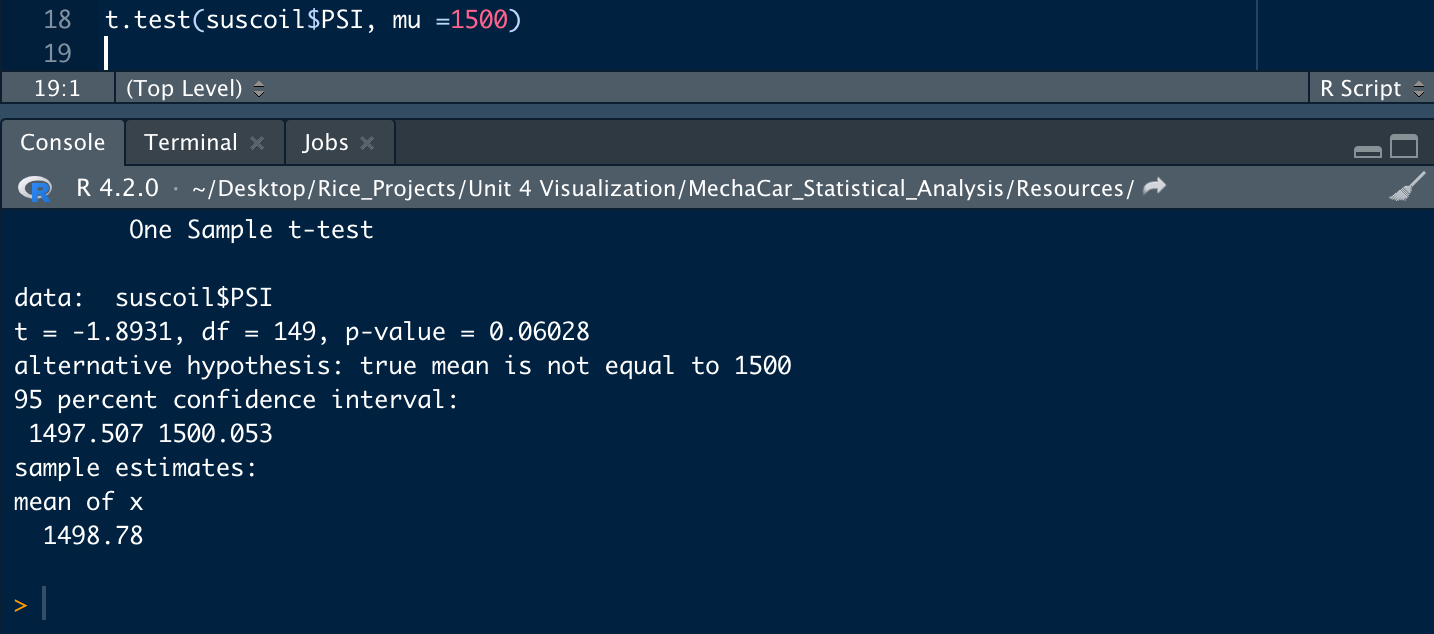 18 t.test(suscoil$PSI, mu =1500)
19
19:1 (Top Level) R Script
Console Terminal Jobs
R R 4.2.0 · ~/Desktop/Rice_Projects/Unit 4 Visualization/MechaCar_Statistical_Analysis/Resources/
One Sample t-test
data: suscoil$PSI
t = -1.8931, df = 149, p-value = 0.06028
alternative hypothesis: true mean is not equal to 1500
95 percent confidence interval:
1497.507 1500.053
sample estimates:
mean of x
1498.78
>